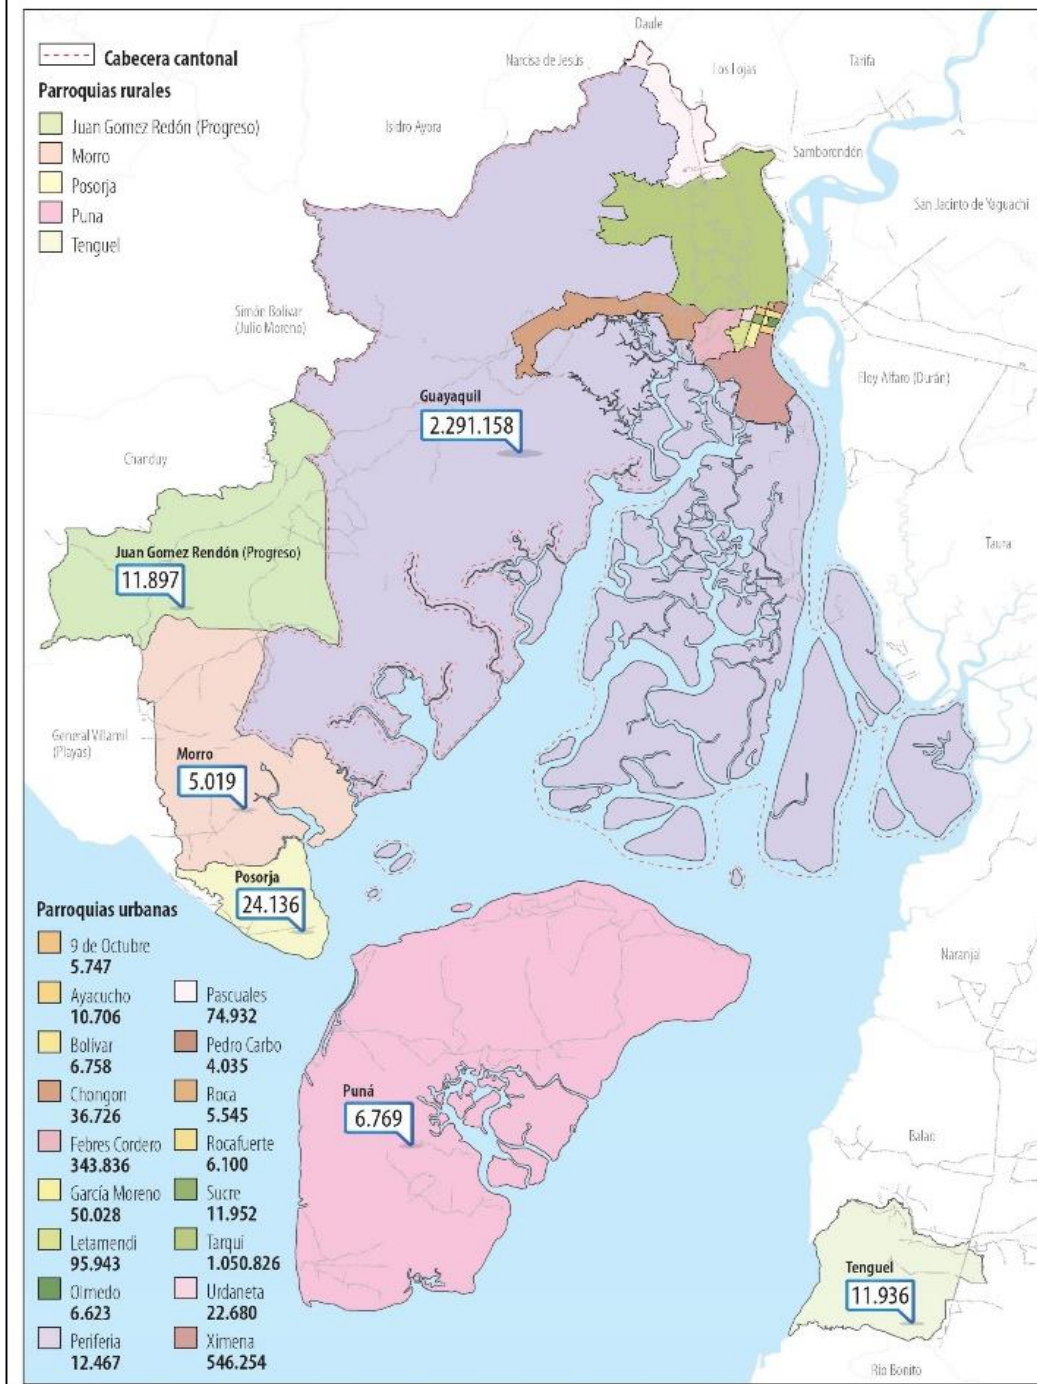 Cabecera cantonal
Parroquias rurales
Juan Gomez Redón (Progreso)
Morro
Posorja
Puna
Tenguel
Daule
Narcisa de Jesús
Los Lojas
Tarifa
Isidro Ayora
Samborondón
San Jacinto de Yaguachi
Simón Bolívar
(Julio Moreno)
Eloy Alfaro (Durán)
Guayaquil
2.291.158
Chanduy
Taura
Juan Gomez Rendón (Progreso)
11.897
General Villamil
(Playas)
Morro
5.019
Posorja
24.136
Naranjal
Puná
6.769
Balao
Tenguel
11.936
Río Bonito
Parroquias urbanas
9 de Octubre
5.747
Ayacucho
10.706
Bolívar
6.758
Chongon
36.726
Febres Cordero
343.836
García Moreno
50.028
Letamendi
95.943
Olmedo
6.623
Periferia
12.467
Pascuales
74.932
Pedro Carbo
4.035
Roca
5.545
Rocafuerte
6.100
Sucre
11.952
Tarqui
1.050.826
Urdaneta
22.680
Ximena
546.254